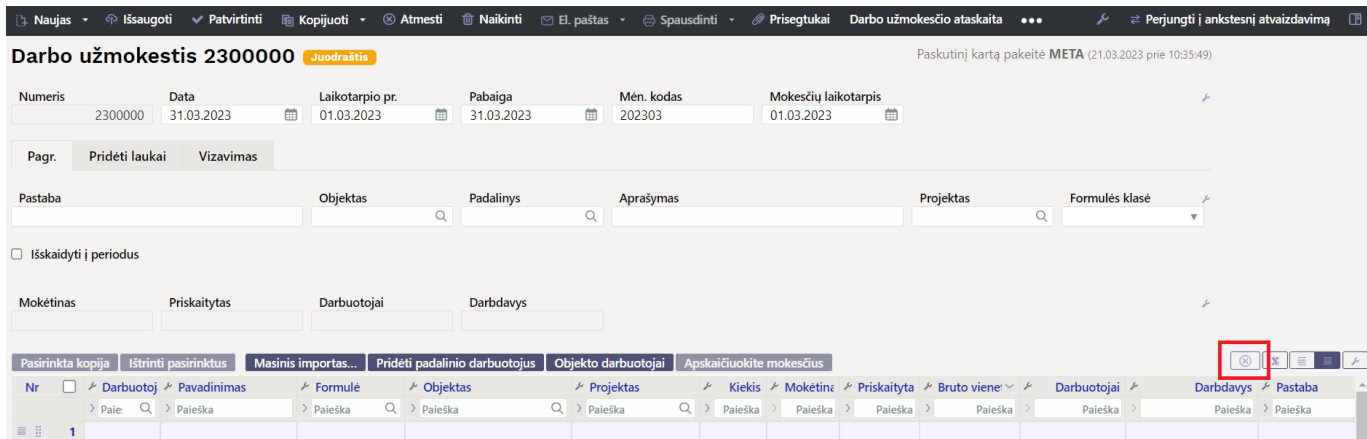 Naujas Išsaugoti Patvirtinti Kopijuoti Atmesti Naikinti El. paštas Spausdinti Prisegtukai Darbo užmokesčio ataskaita ••• Perjungti į ankstesnį atvaizdavimą
Darbo užmokestis 2300000 Juodraštis Paskutinį kartą pakeitė META (21.03.2023 prie 10:35:49)
Numeris Data Laikotarpio pr. Pabaiga Mėn. kodas Mokesčių laikotarpis
2300000 31.03.2023 01.03.2023 31.03.2023 202303 01.03.2023
Pagr. Pridėti laukai Vizavimas
Pastaba Objektas Padalinys Aprašymas Projektas Formulės klasė
Išskaidyti į periodus
Mokėtinas Priskaitytas Darbuotojai Darbdavys
Pasirinkta kopija Ištrinti pasirinktus Masinis importas... Pridėti padalinio darbuotojus Objekto darbuotojai Apskaičiuokite mokesčius
Nr Darbuotoj Pavadinimas Formulė Objektas Projektas Kiekis Mokėtina Priskaityta Bruto viene Darbuotojai Darbdavys Pastaba
Paie: Paieška Paieška Paieška Paieška Paieška Paieška Paieška Paieška Paieška Paieška Paieška
1